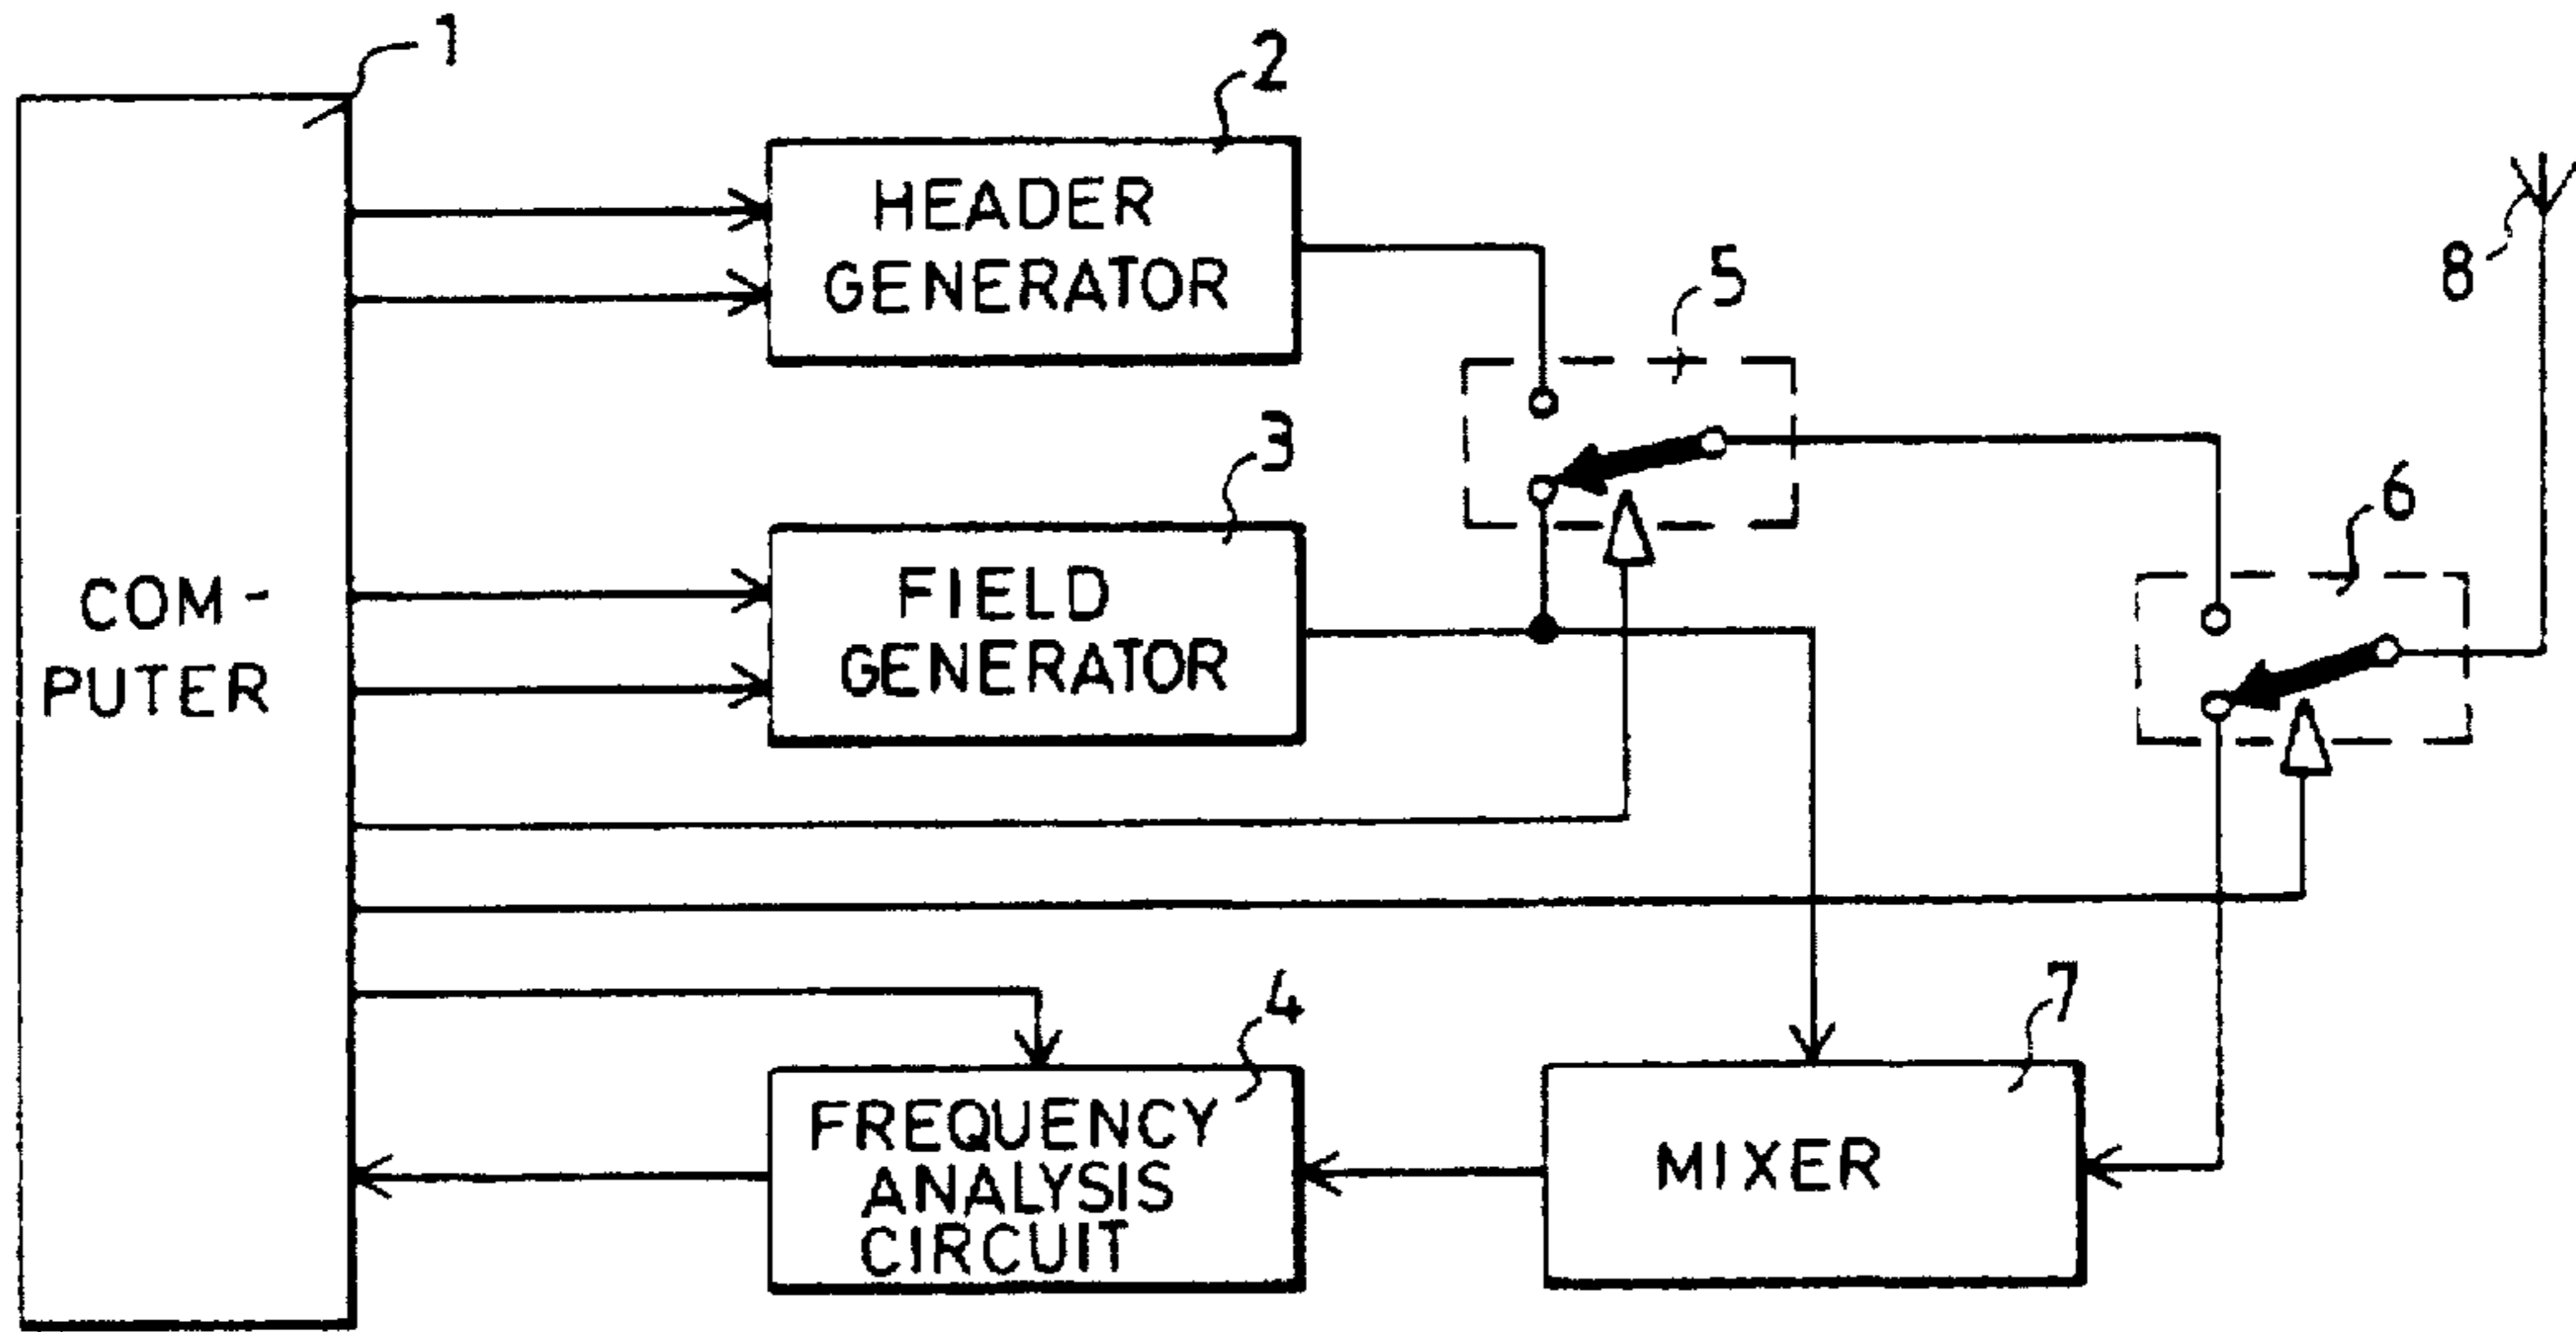 1
2
HEADER
GENERATOR
8
5
3
FIELD
GENERATOR
6
COM-
PUTER
4
7
FREQUENCY
ANALYSIS
CIRCUIT
MIXER